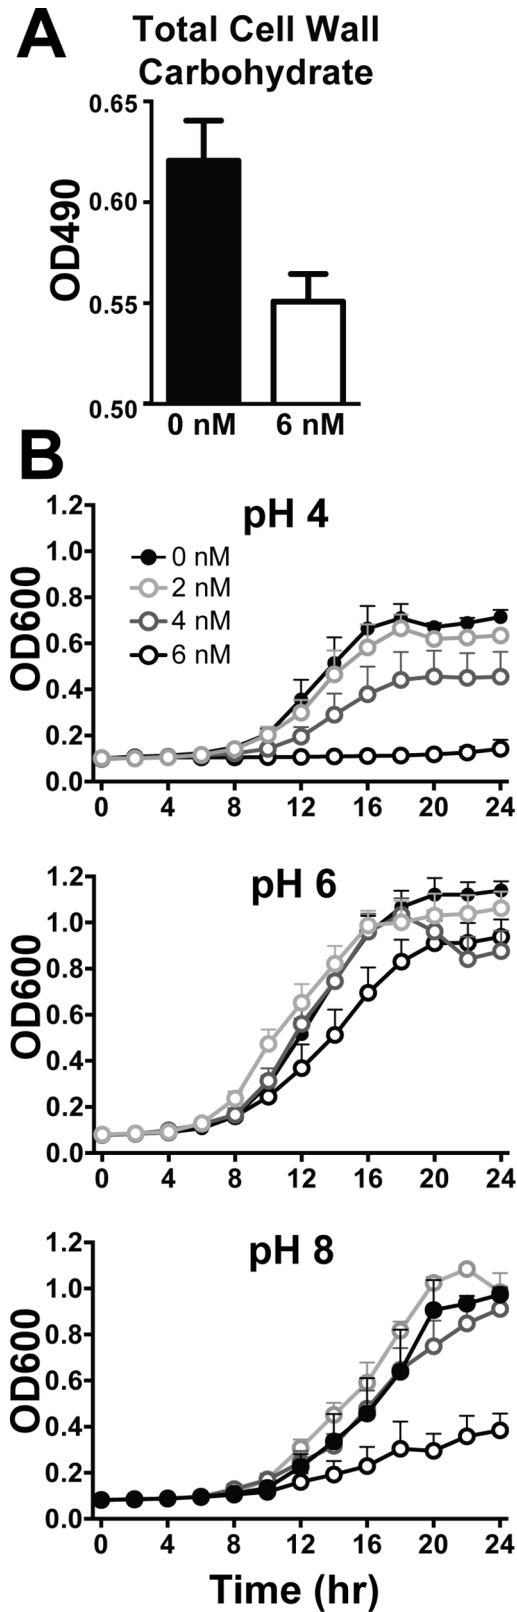 A
Total Cell Wall
Carbohydrate
OD490
0.65
0.60
0.55
0.50
0 nM 6 nM
B
pH 4
OD600
1.2
1.0
0.8
0.6
0.4
0.2
0.0
0 nM
2 nM
4 nM
6 nM
0 4 8 12 16 20 24
pH 6
OD600
1.2
1.0
0.8
0.6
0.4
0.2
0.0
0 4 8 12 16 20 24
pH 8
OD600
1.2
1.0
0.8
0.6
0.4
0.2
0.0
0 4 8 12 16 20 24
Time (hr)